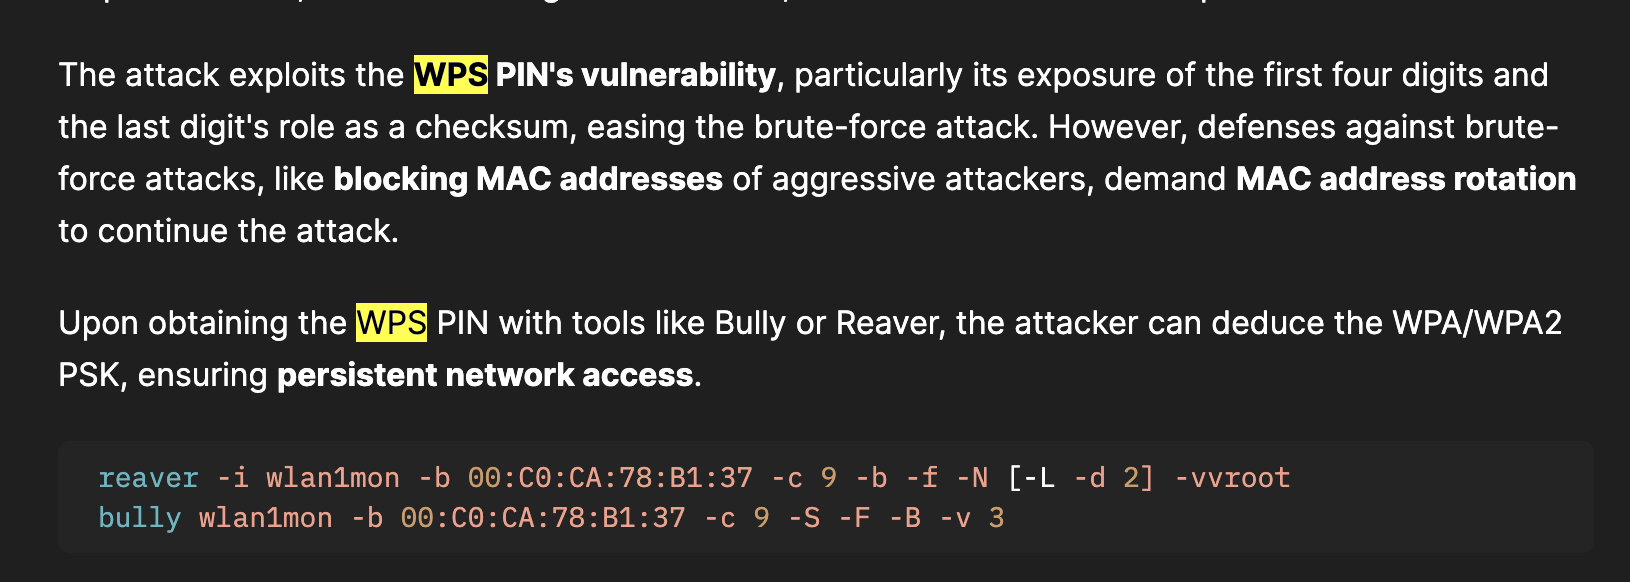 The attack exploits the WPS PIN's vulnerability, particularly its exposure of the first four digits and
the last digit's role as a checksum, easing the brute-force attack. However, defenses against brute-
force attacks, like blocking MAC addresses of aggressive attackers, demand MAC address rotation
to continue the attack.
Upon obtaining the WPS PIN with tools like Bully or Reaver, the attacker can deduce the WPA/WPA2
PSK, ensuring persistent network access.
reaver -i wlan1mon -b 00:C0:CA:78:B1:37 -c 9 -b -f -N [-L -d 2] -vvroot
bully wlan1mon -b 00:C0:CA:78:B1:37 -c 9 -S -F -B -v 3